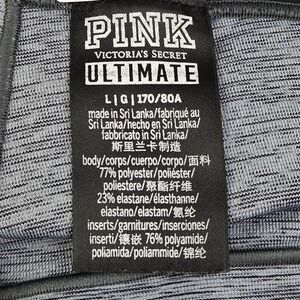 PINK
VICTORIA'S SECRET
ULTIMATE
L | G | 170/80A
made in Sri Lanka/fabriqué au
Sri Lanka/hecho en Sri Lanka/
fabbricato in Sri Lanka/
斯里兰卡制造
body/corps/cuerpo/corpo/面料
77% polyester/poliéster/
poliestere/聚酯纤维
23% elastane/élasthanne/
elastano/elastam/氨纶
inserts/garnitures/inserciones/
inserti/镶嵌 76% polyamide/
poliamida/poliammide/锦纶